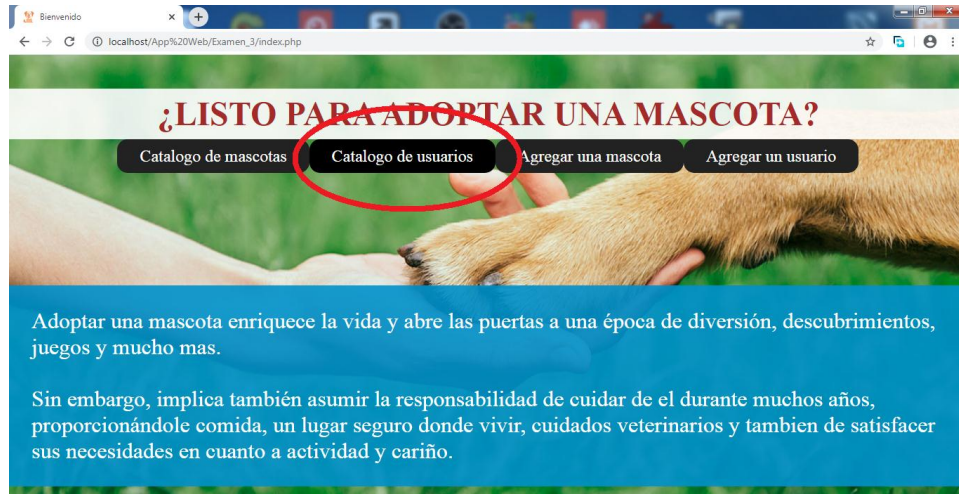 Bienvenido
localhost/App%20Web/Examen_3/index.php
¿LISTO PARA ADOPTAR UNA MASCOTA?
Catalogo de mascotas Catalogo de usuarios Agregar una mascota Agregar un usuario
Adoptar una mascota enriquece la vida y abre las puertas a una época de diversión, descubrimientos,
juegos y mucho mas.
Sin embargo, implica también asumir la responsabilidad de cuidar de el durante muchos años,
proporcionándole comida, un lugar seguro donde vivir, cuidados veterinarios y tambien de satisfacer
sus necesidades en cuanto a actividad y cariño.